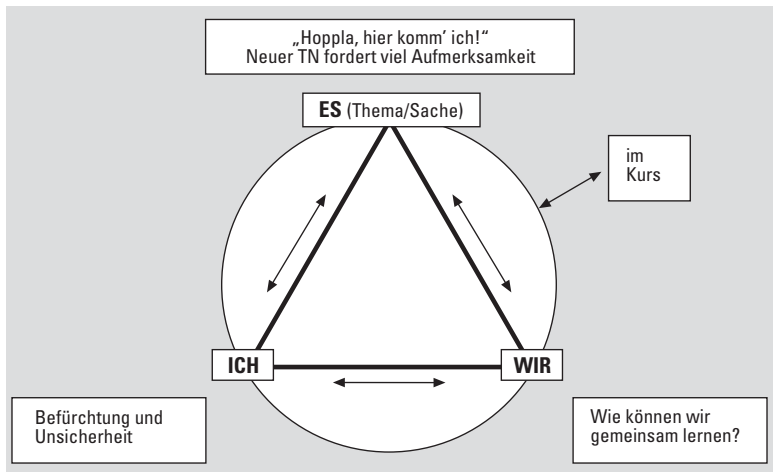 „Hoppla, hier komm’ ich!“
Neuer TN fordert viel Aufmerksamkeit
ES (Thema/Sache)
im
Kurs
ICH
WIR
Befürchtung und
Unsicherheit
Wie können wir
gemeinsam lernen?